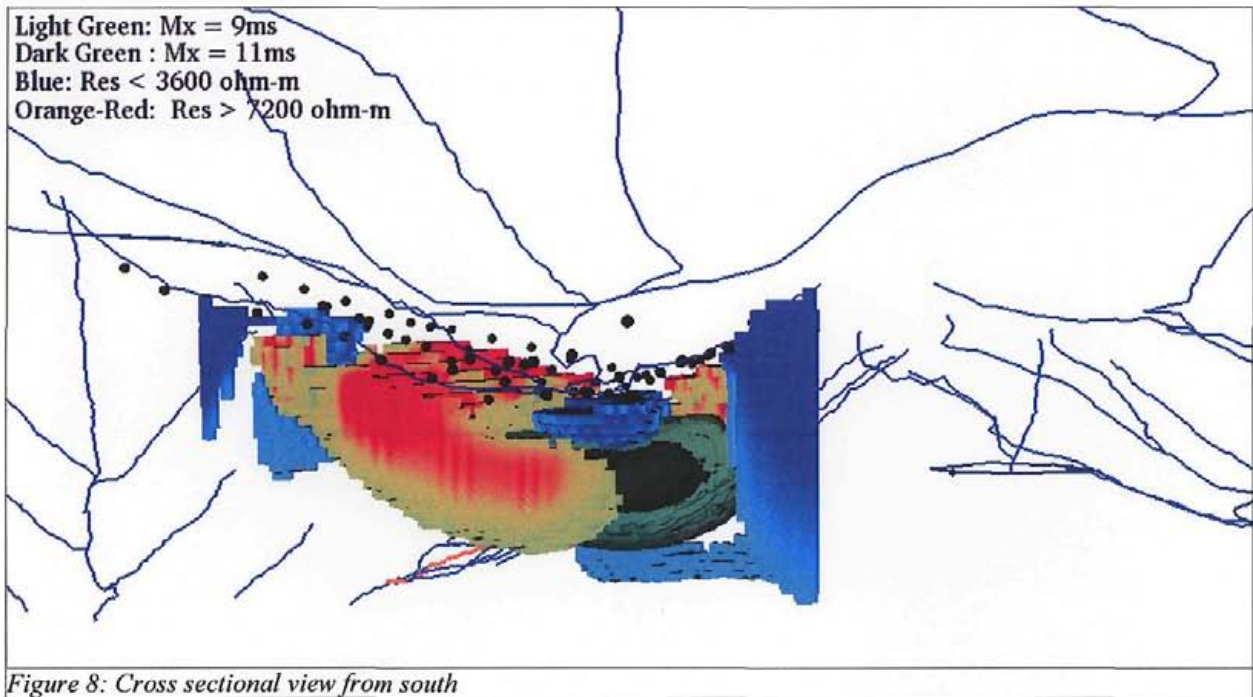 Light Green: Mx = 9ms
Dark Green : Mx = 11ms
Blue: Res < 3600 ohm-m
Orange-Red: Res > 7200 ohm-m
Figure 8: Cross sectional view from south